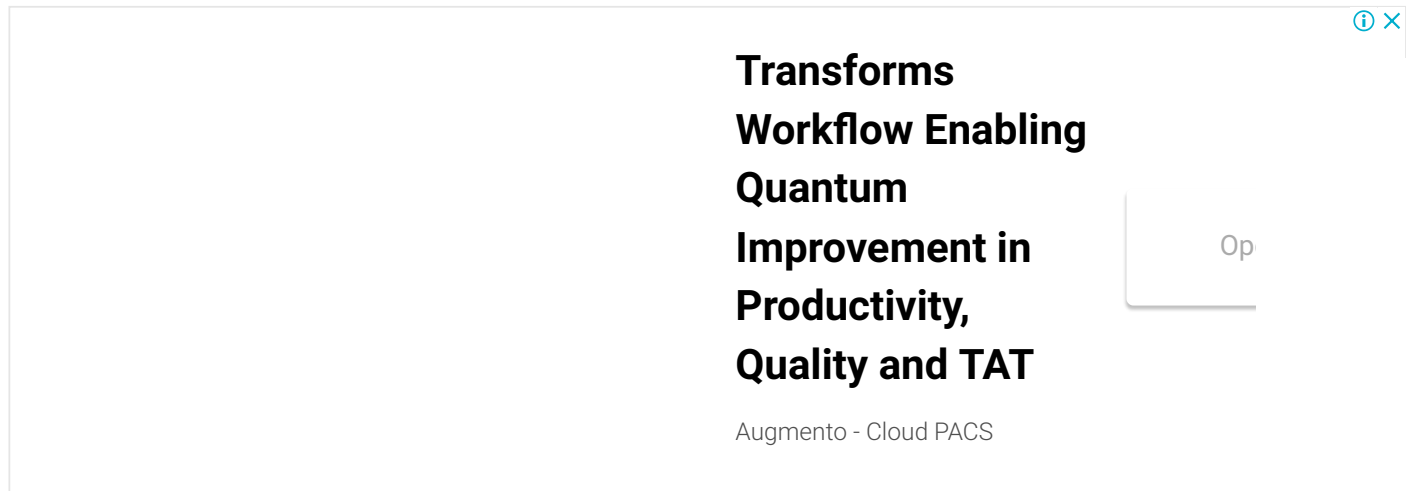 Transforms
Workflow Enabling
Quantum
Improvement in
Productivity,
Quality and TAT
Augmento - Cloud PACS